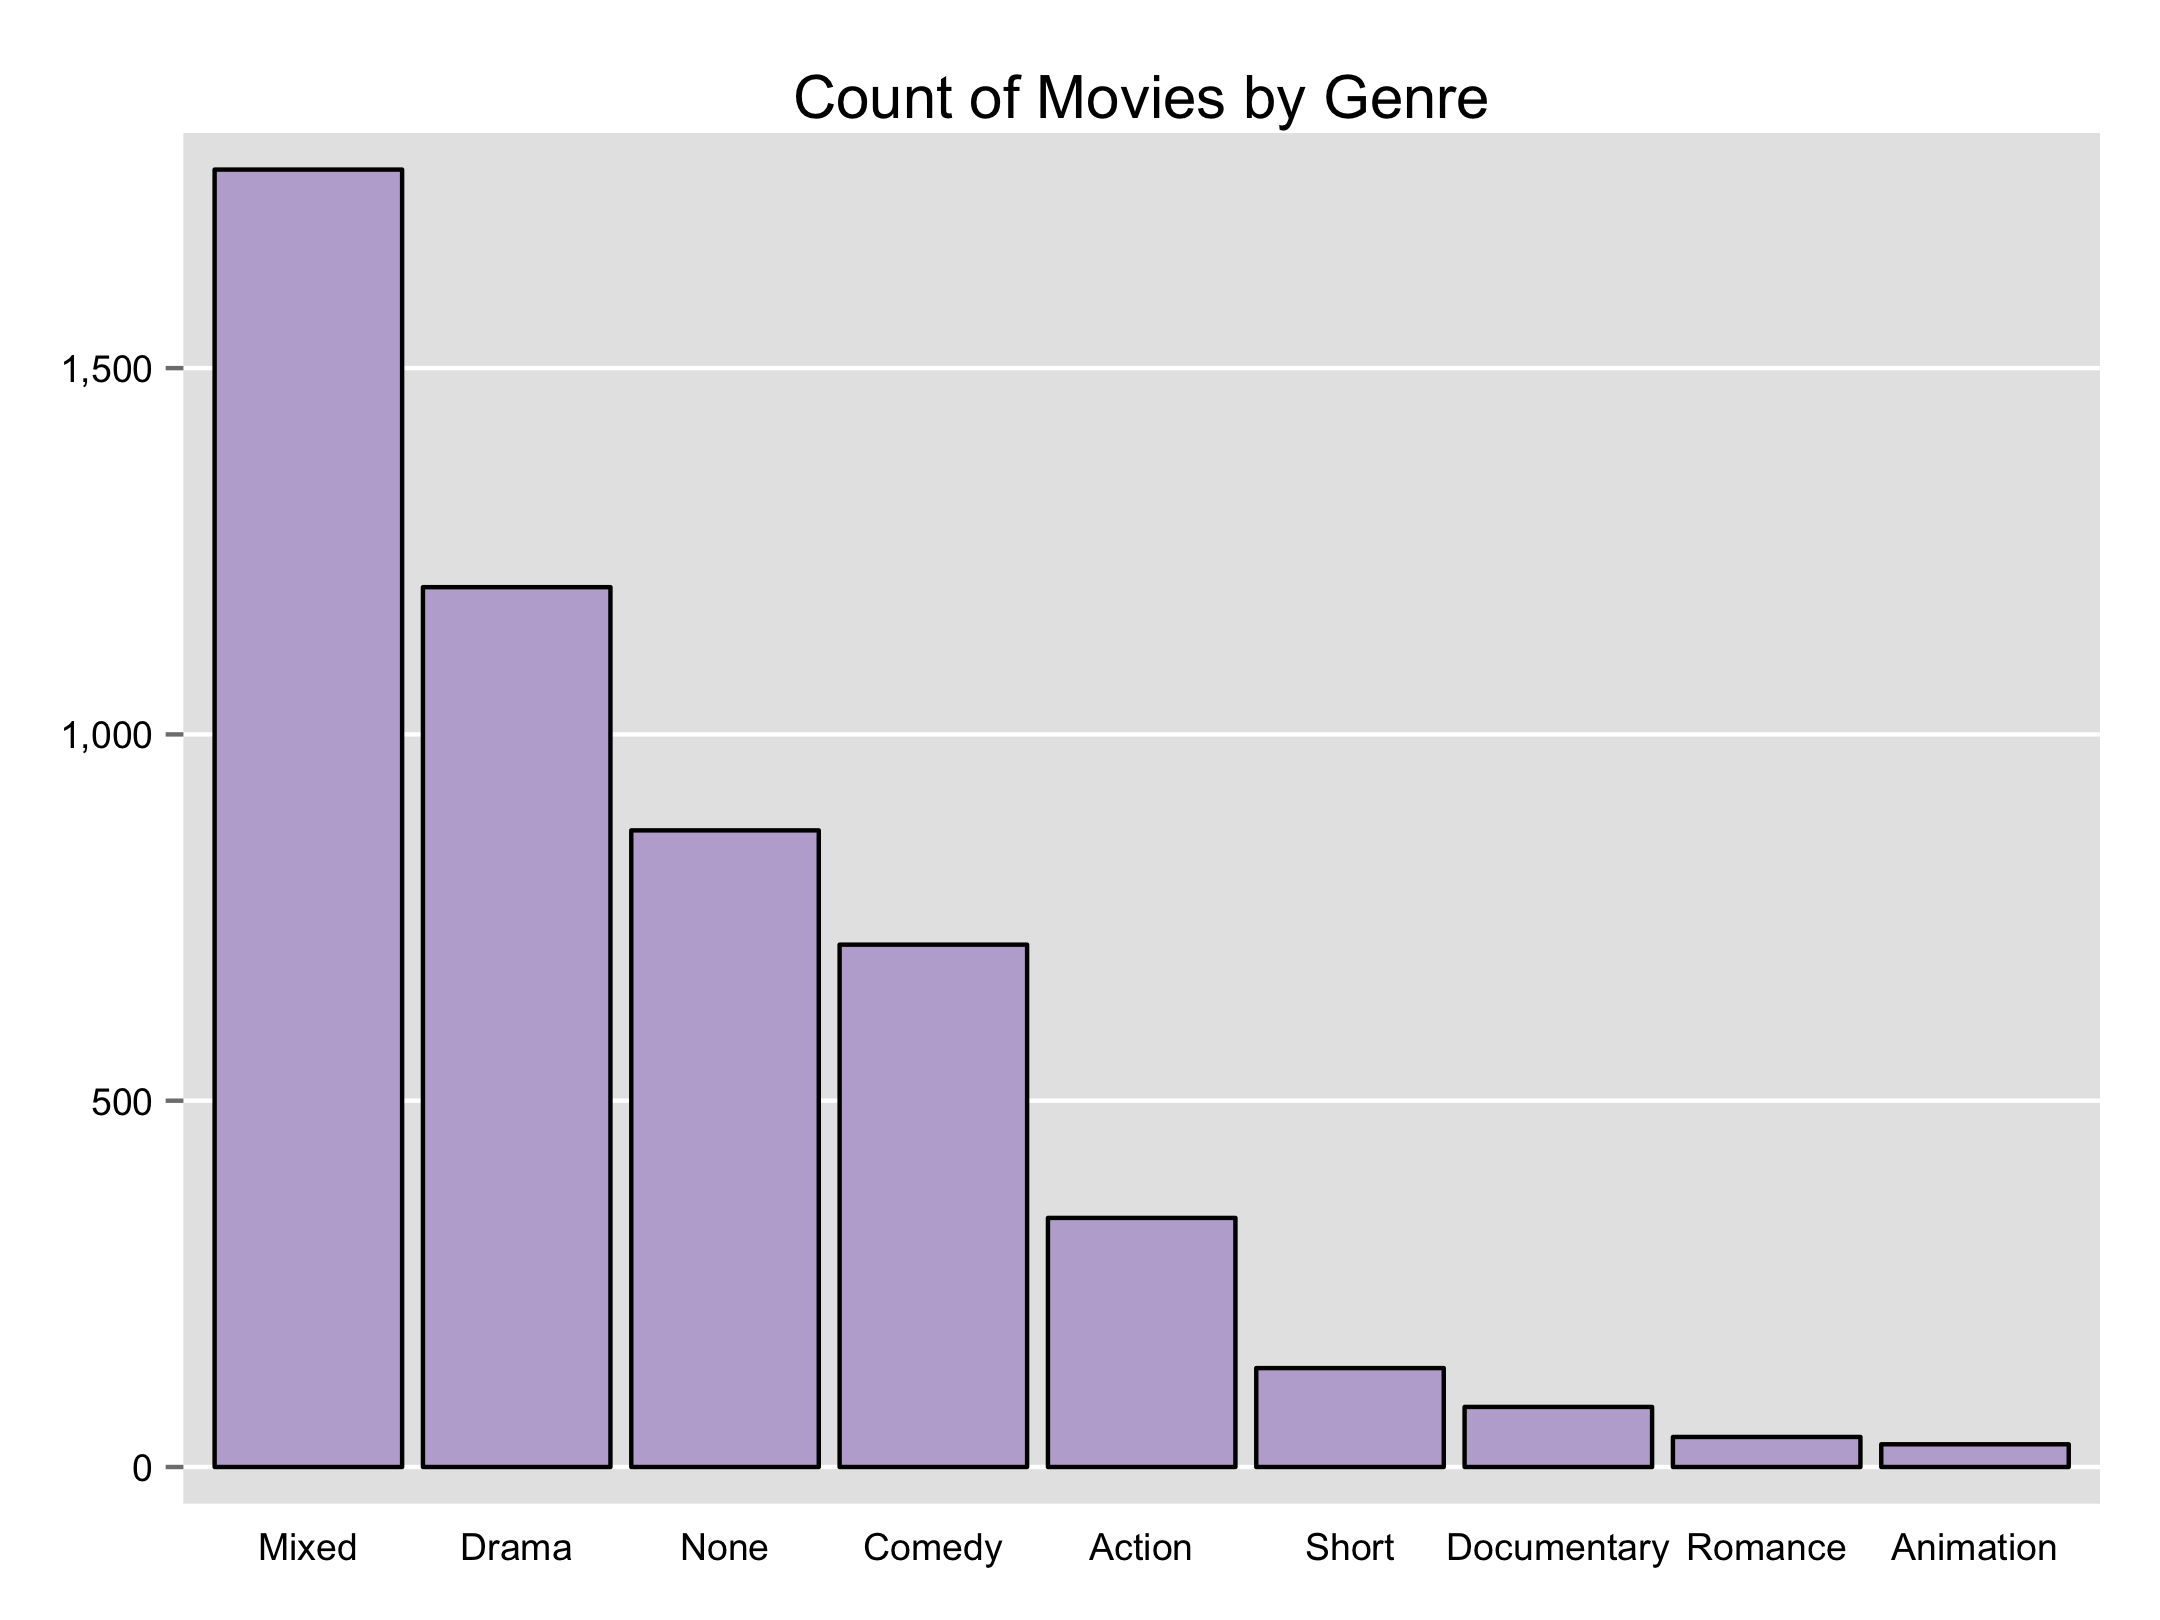 Count of Movies by Genre
1,500
1,000
500
0
Mixed Drama None Comedy Action Short Documentary Romance Animation